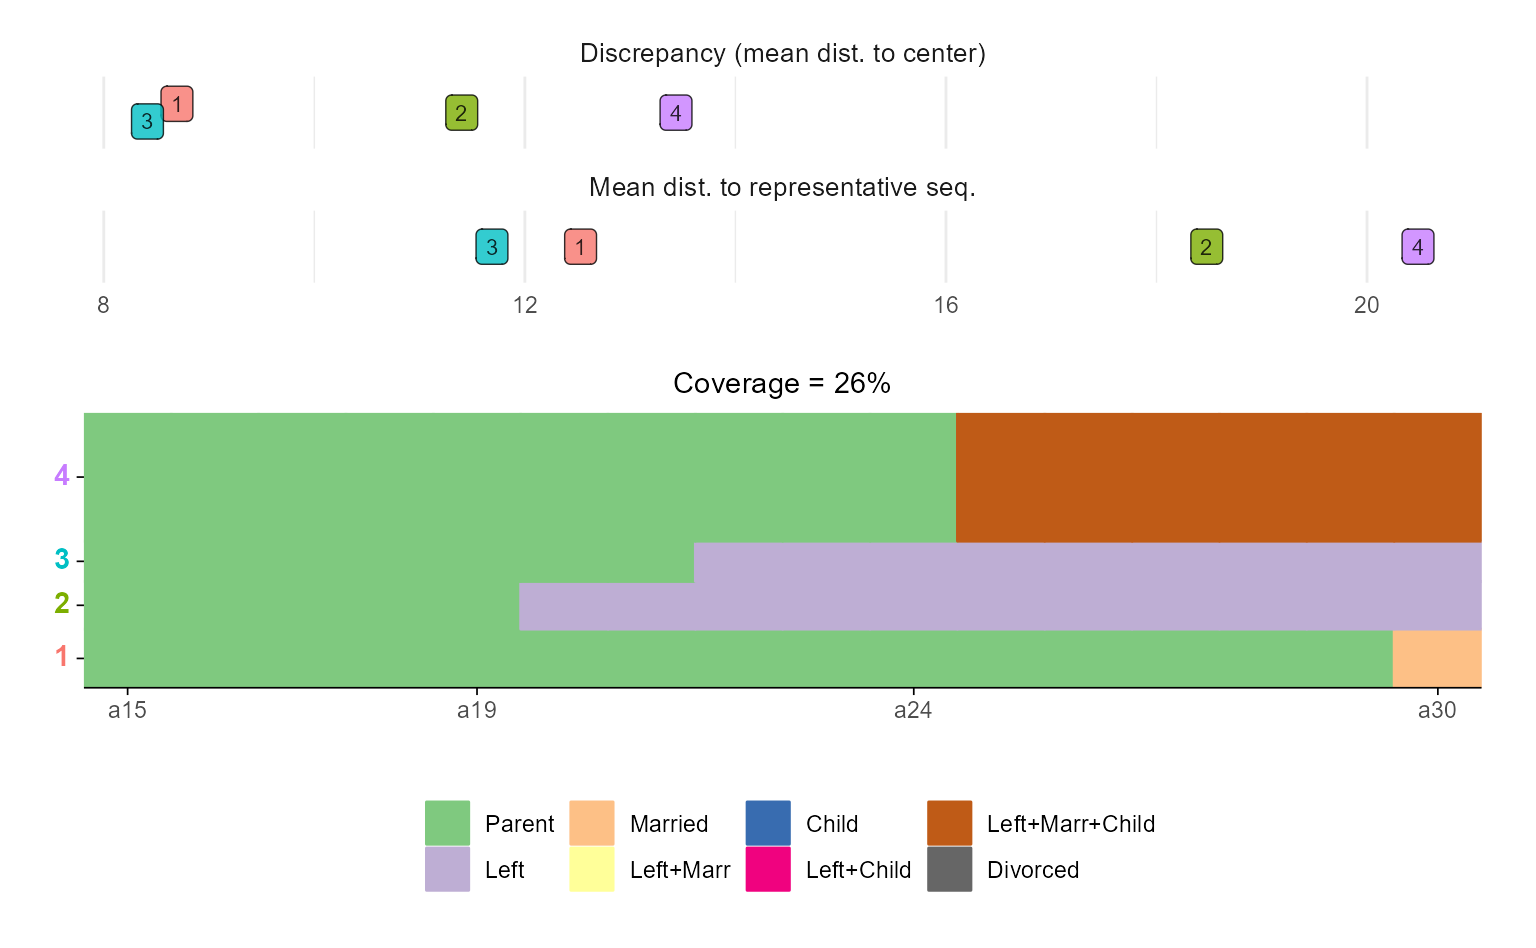 Discrepancy (mean dist. to center)
3 1 2 4
Mean dist. to representative seq.
3 1 2 4
8 12 16 20
Coverage = 26%
4
3
2
1
a15 a19 a24 a30
Parent Married Child Left+Marr+Child
Left Left+Marr Left+Child Divorced